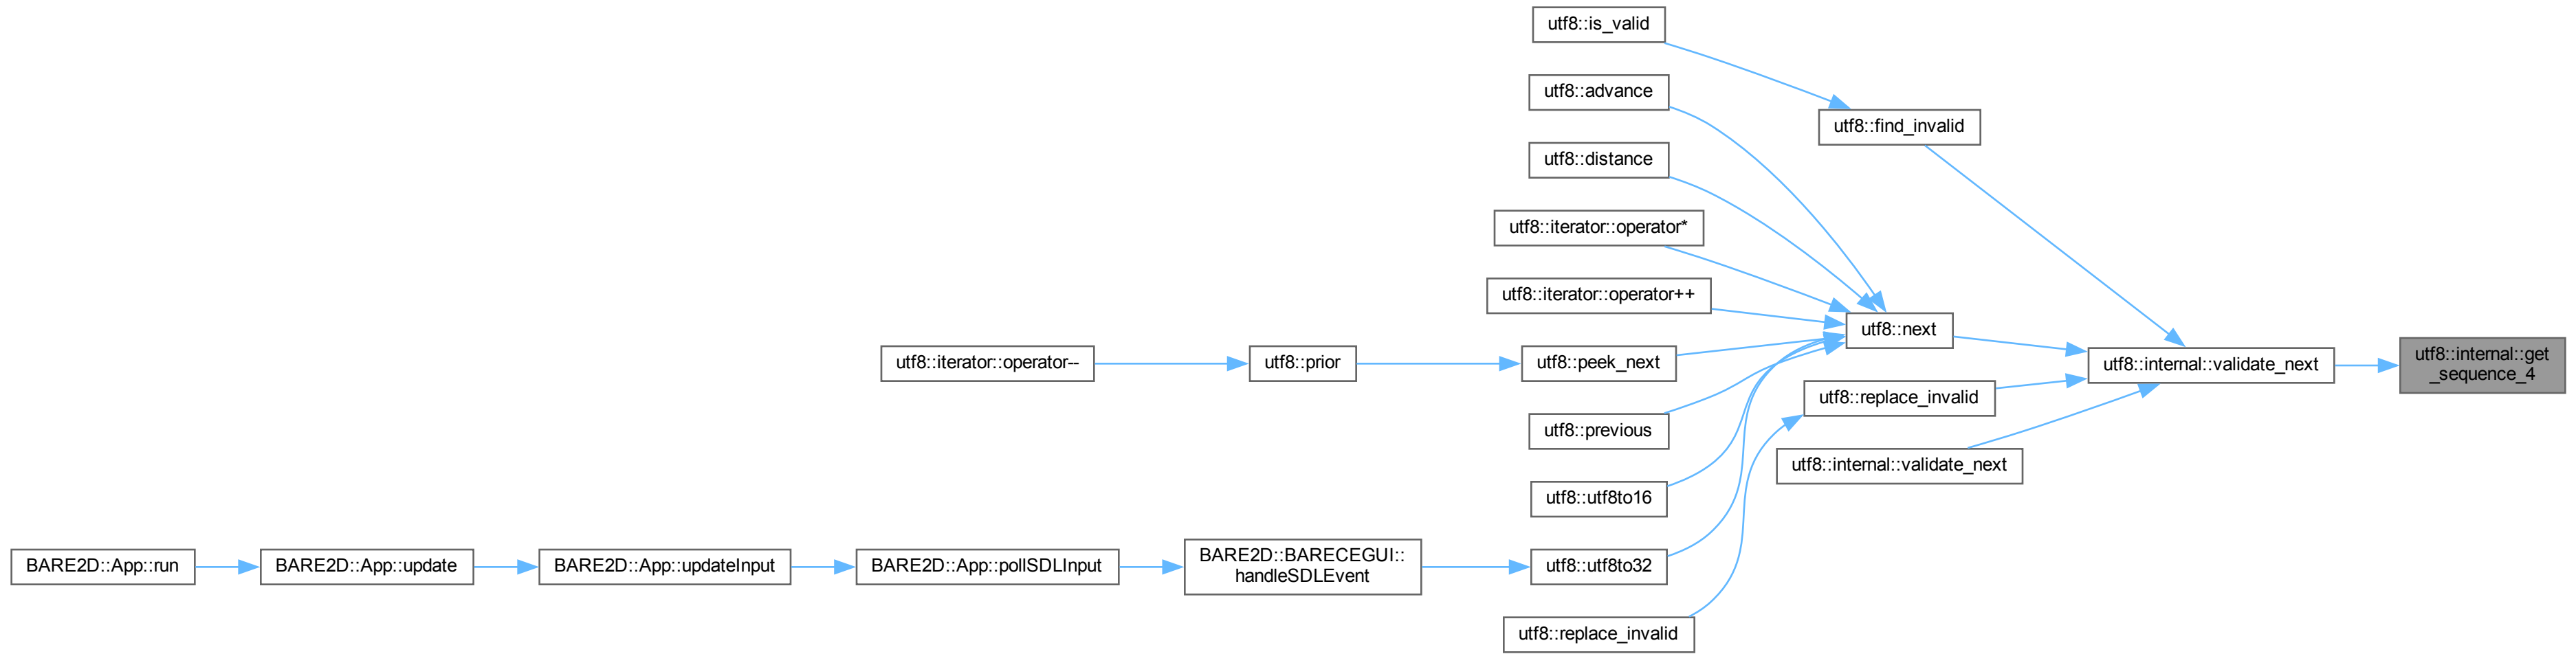 utf8::is_valid
utf8::advance
utf8::find_invalid
utf8::distance
utf8::iterator::operator*
utf8::iterator::operator++
utf8::next
utf8::iterator::operator--
utf8::prior
utf8::peek_next
utf8::internal::validate_next
utf8::internal::get
_sequence_4
utf8::replace_invalid
utf8::previous
utf8::internal::validate_next
utf8::utf8to16
BARE2D::App::run
BARE2D::App::update
BARE2D::App::updateInput
BARE2D::App::pollSDLInput
BARE2D::BARECEGUI::
handleSDLEvent
utf8::utf8to32
utf8::replace_invalid